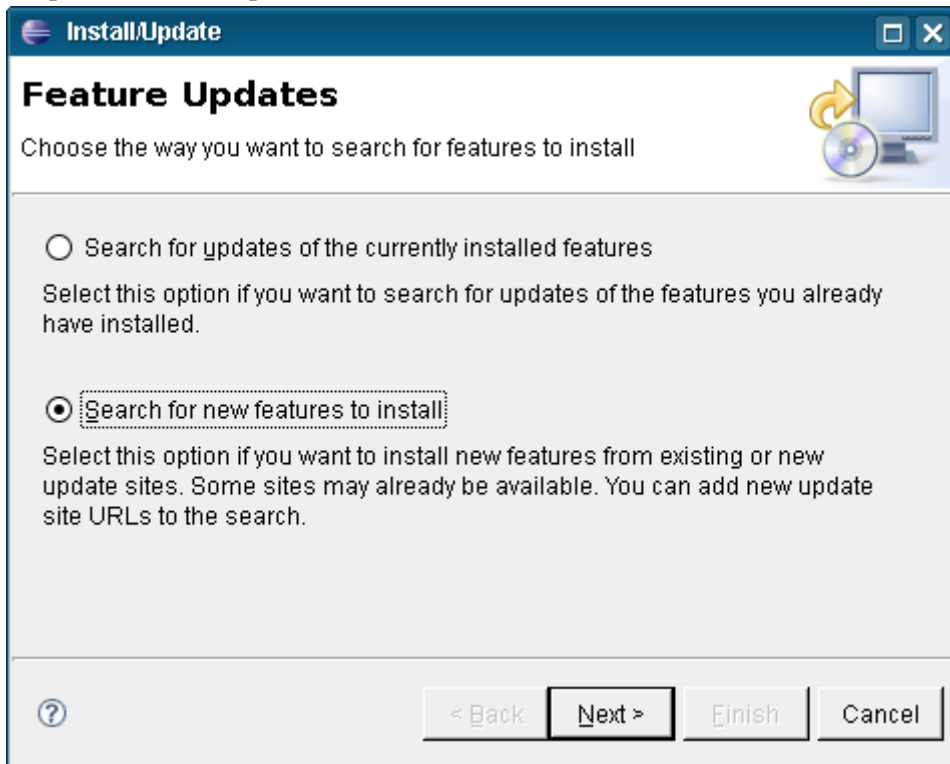 Install/Update
Feature Updates
Choose the way you want to search for features to install
Search for updates of the currently installed features
Select this option if you want to search for updates of the features you already
have installed.
Search for new features to install
Select this option if you want to install new features from existing or new
update sites. Some sites may already be available. You can add new update
site URLs to the search.
? < Back Next > Finish Cancel